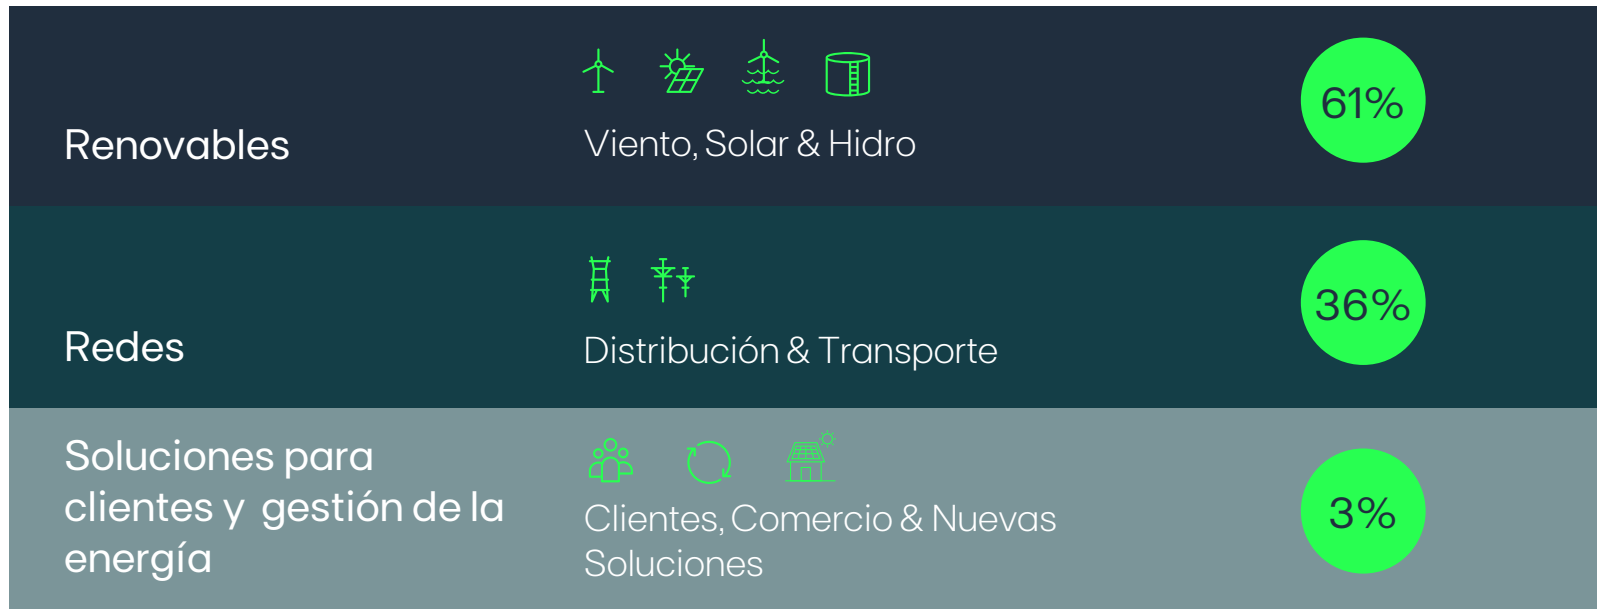 Renovables
Viento, Solar & Hidro
61%
Redes
Distribución & Transporte
36%
Soluciones para
clientes y gestión de la
energía
Clientes, Comercio & Nuevas
Soluciones
3%